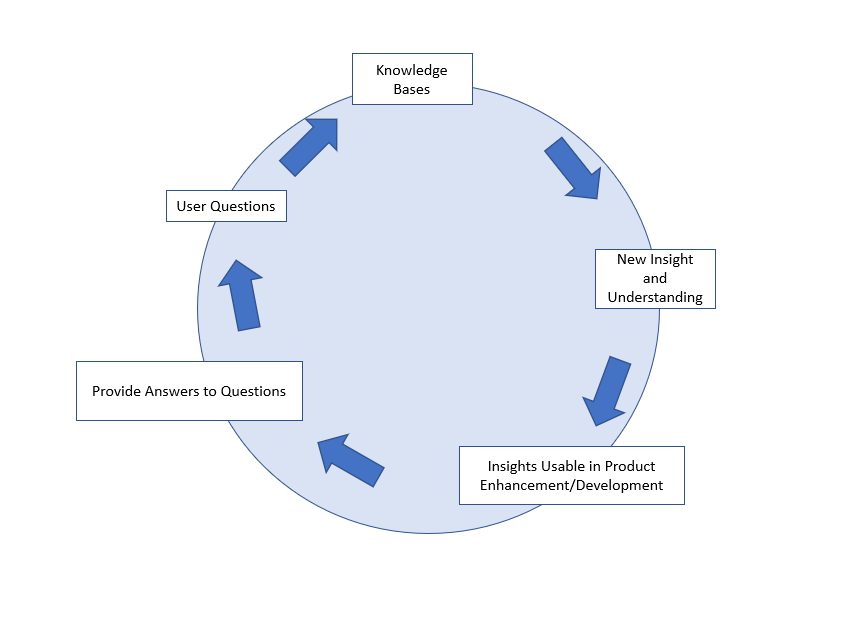 Knowledge
Bases
User Questions
New Insight
and
Understanding
Provide Answers to Questions
Insights Usable in Product
Enhancement/Development